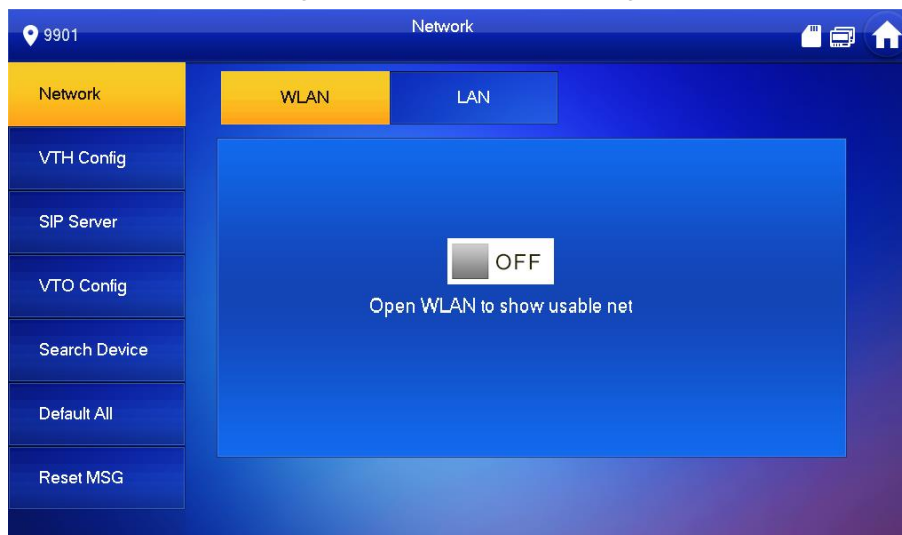 9901
Network
Network
WLAN
LAN
VTH Config
SIP Server
OFF
VTO Config
Open WLAN to show usable net
Search Device
Default All
Reset MSG